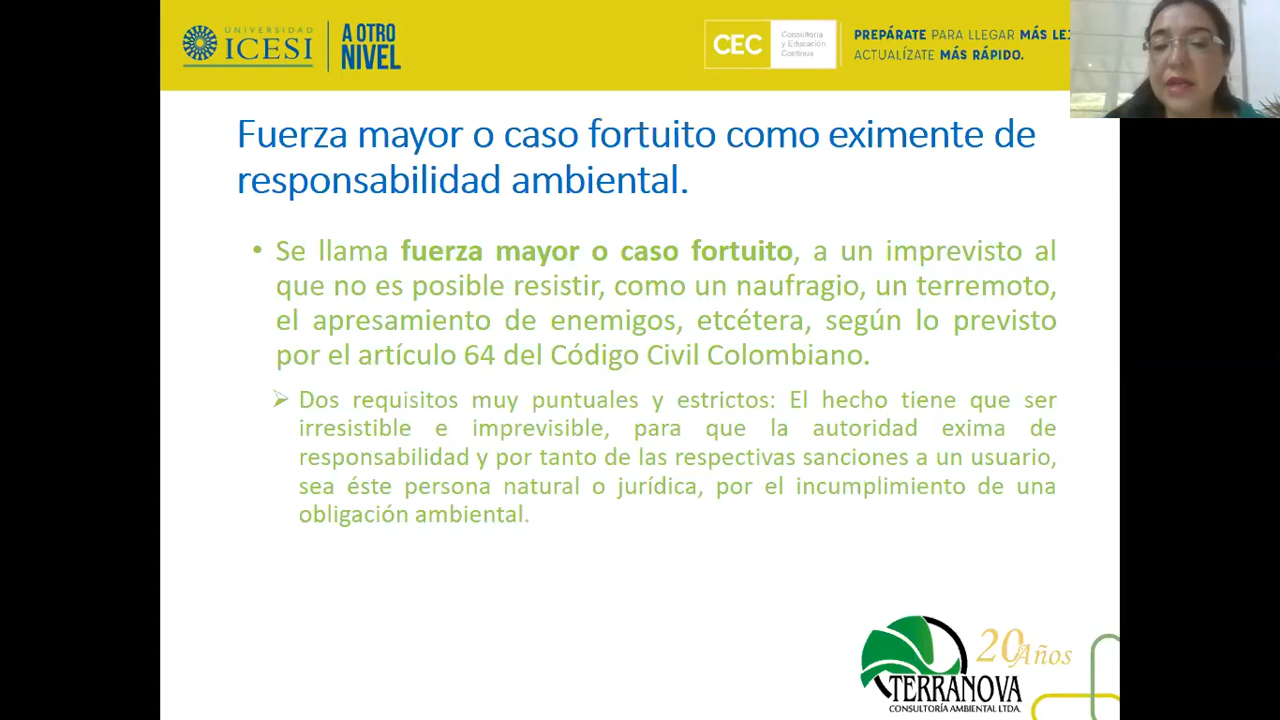 UNIVERSIDAD
ICESI
A OTRO
NIVEL
CEC
Consultoría
y Educación
Continua
PREPÁRATE PARA LLEGAR MÁS LE
ACTUALÍZATE MÁS RÁPIDO.
Fuerza mayor o caso fortuito como eximente de
responsabilidad ambiental.
• Se llama fuerza mayor o caso fortuito, a un imprevisto al
que no es posible resistir, como un naufragio, un terremoto,
el apresamiento de enemigos, etcétera, según lo previsto
por el artículo 64 del Código Civil Colombiano.
➢ Dos requisitos muy puntuales y estrictos: El hecho tiene que ser
irresistible e imprevisible, para que la autoridad exima de
responsabilidad y por tanto de las respectivas sanciones a un usuario,
sea éste persona natural o jurídica, por el incumplimiento de una
obligación ambiental.
20 Años
TERRANOVA
CONSULTORÍA AMBIENTAL LTDA.